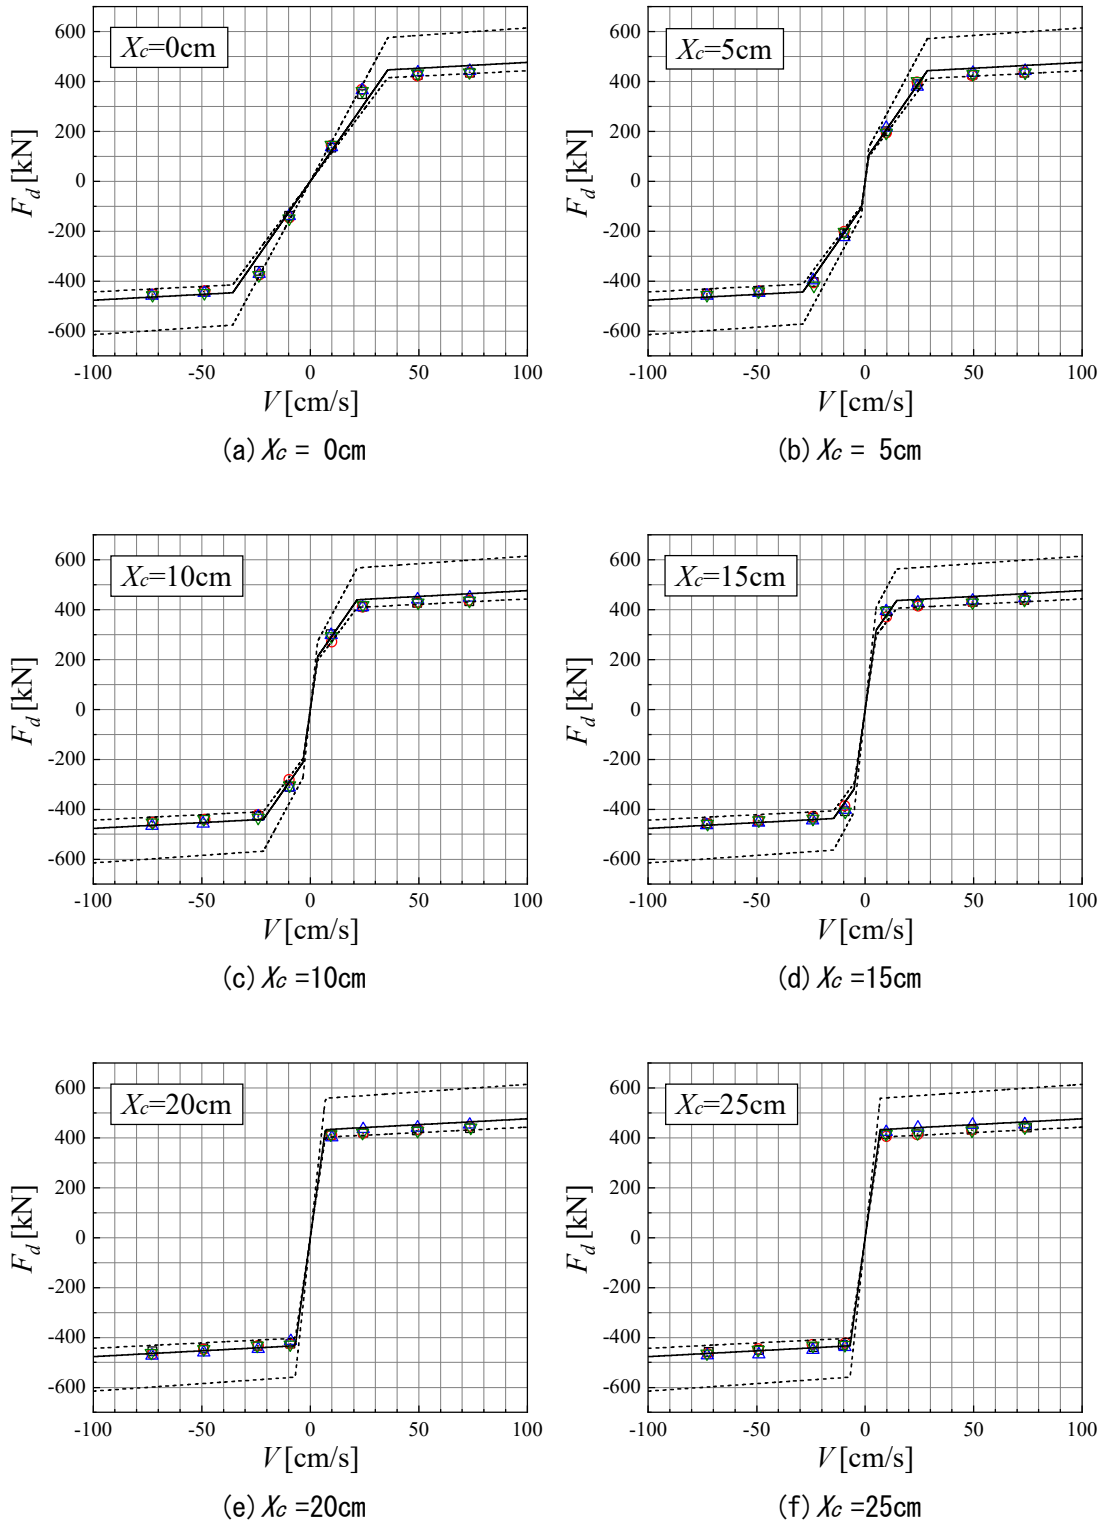 600
400
200
0
-200
-400
-600
Xc=0cm
Fd [kN]
-100 -50 0 50 100
V [cm/s]
(a) Xc = 0cm
600
400
200
0
-200
-400
-600
Xc=5cm
Fd [kN]
-100 -50 0 50 100
V [cm/s]
(b) Xc = 5cm
600
400
200
0
-200
-400
-600
Xc=10cm
Fd [kN]
-100 -50 0 50 100
V [cm/s]
(c) Xc =10cm
600
400
200
0
-200
-400
-600
Xc=15cm
Fd [kN]
-100 -50 0 50 100
V [cm/s]
(d) Xc =15cm
600
400
200
0
-200
-400
-600
Xc=20cm
Fd [kN]
-100 -50 0 50 100
V [cm/s]
(e) Xc =20cm
600
400
200
0
-200
-400
-600
Xc=25cm
Fd [kN]
-100 -50 0 50 100
V [cm/s]
(f) Xc =25cm